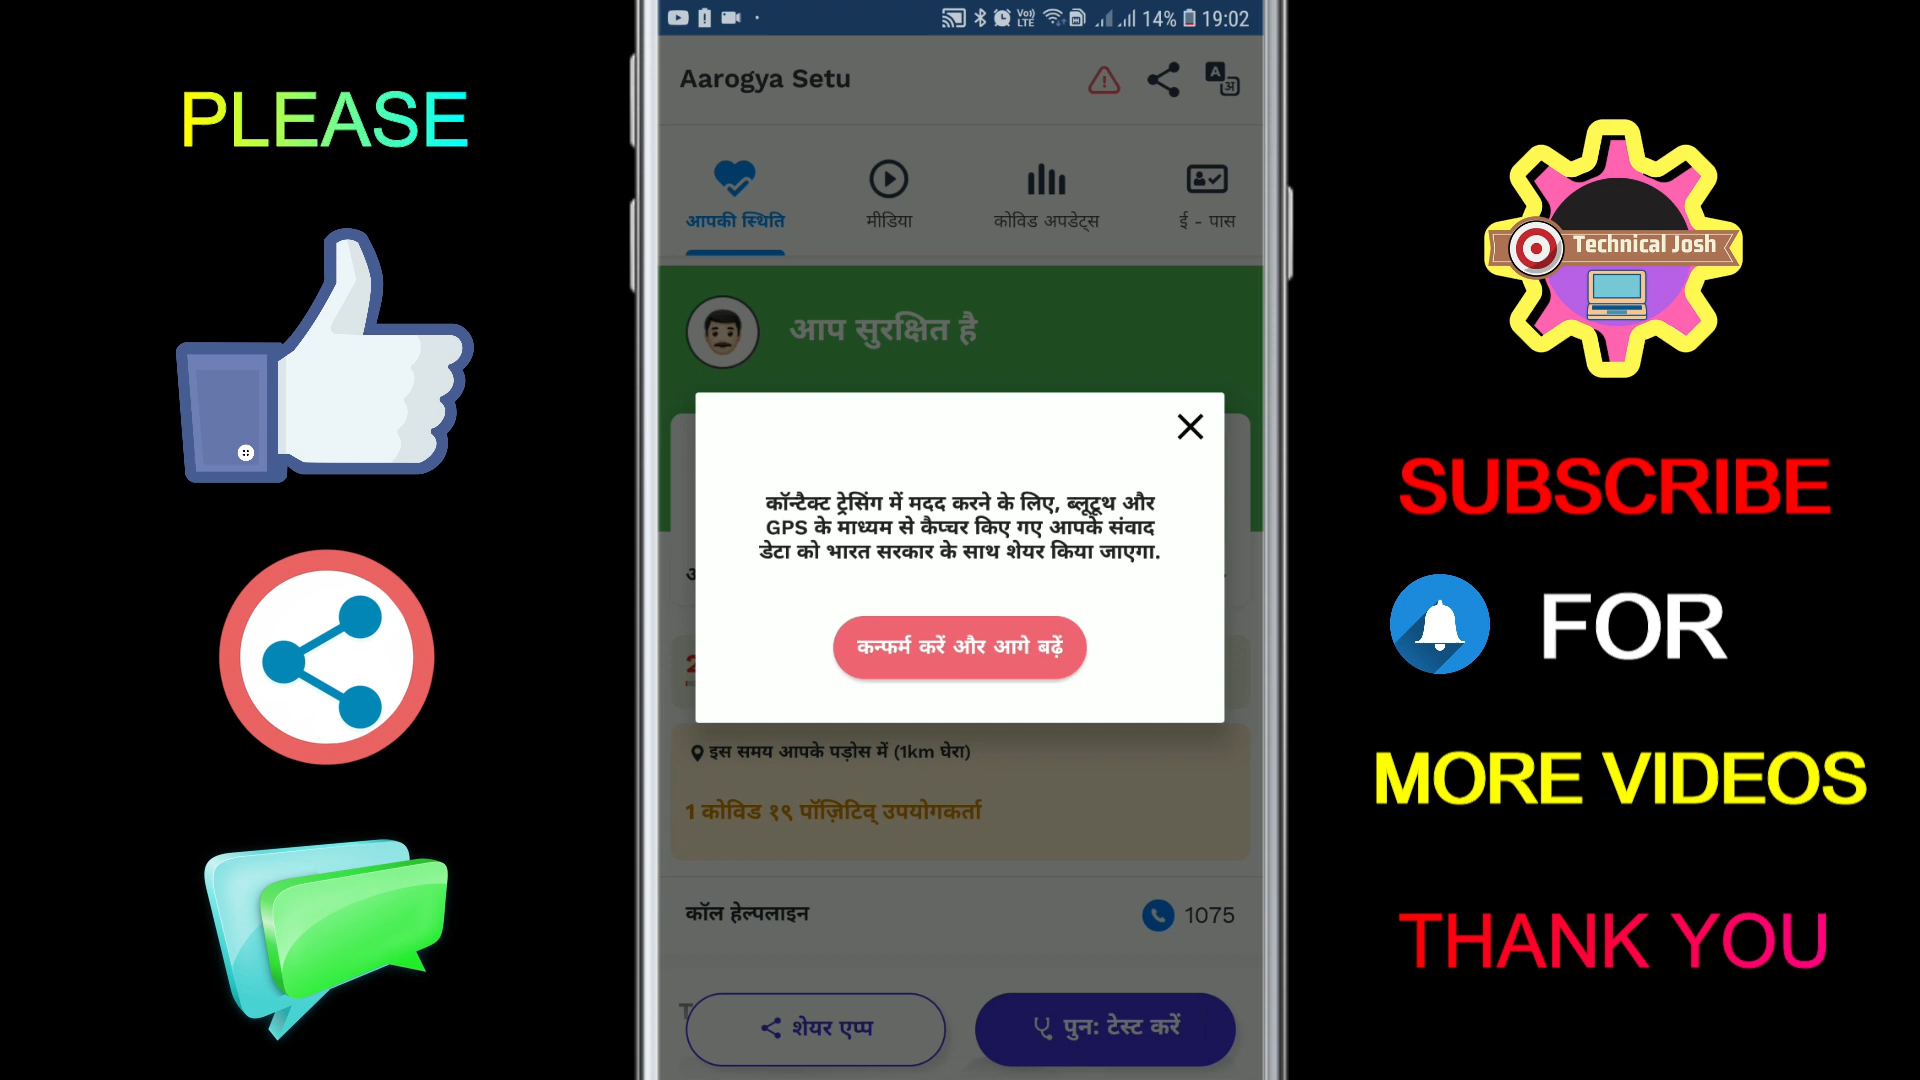 PLEASE
Vo))
LTE
14%
19:02
Aarogya Setu
A
अ
आपकी स्थिति
मीडिया
कोविड अपडेट्स
ई - पास
आप सुरक्षित है
कॉन्टैक्ट ट्रेसिंग में मदद करने के लिए, ब्लूटूथ और
GPS के माध्यम से कैप्चर किए गए आपके संवाद
डेटा को भारत सरकार के साथ शेयर किया जाएगा.
कन्फर्म करें और आगे बढ़ें
इस समय आपके पड़ोस में (1km घेरा)
1 कोविड १९ पॉज़िटिव् उपयोगकर्ता
कॉल हेल्पलाइन
1075
शेयर एप्प
पुन: टेस्ट करें
Technical Josh
SUBSCRIBE
FOR
MORE VIDEOS
THANK YOU